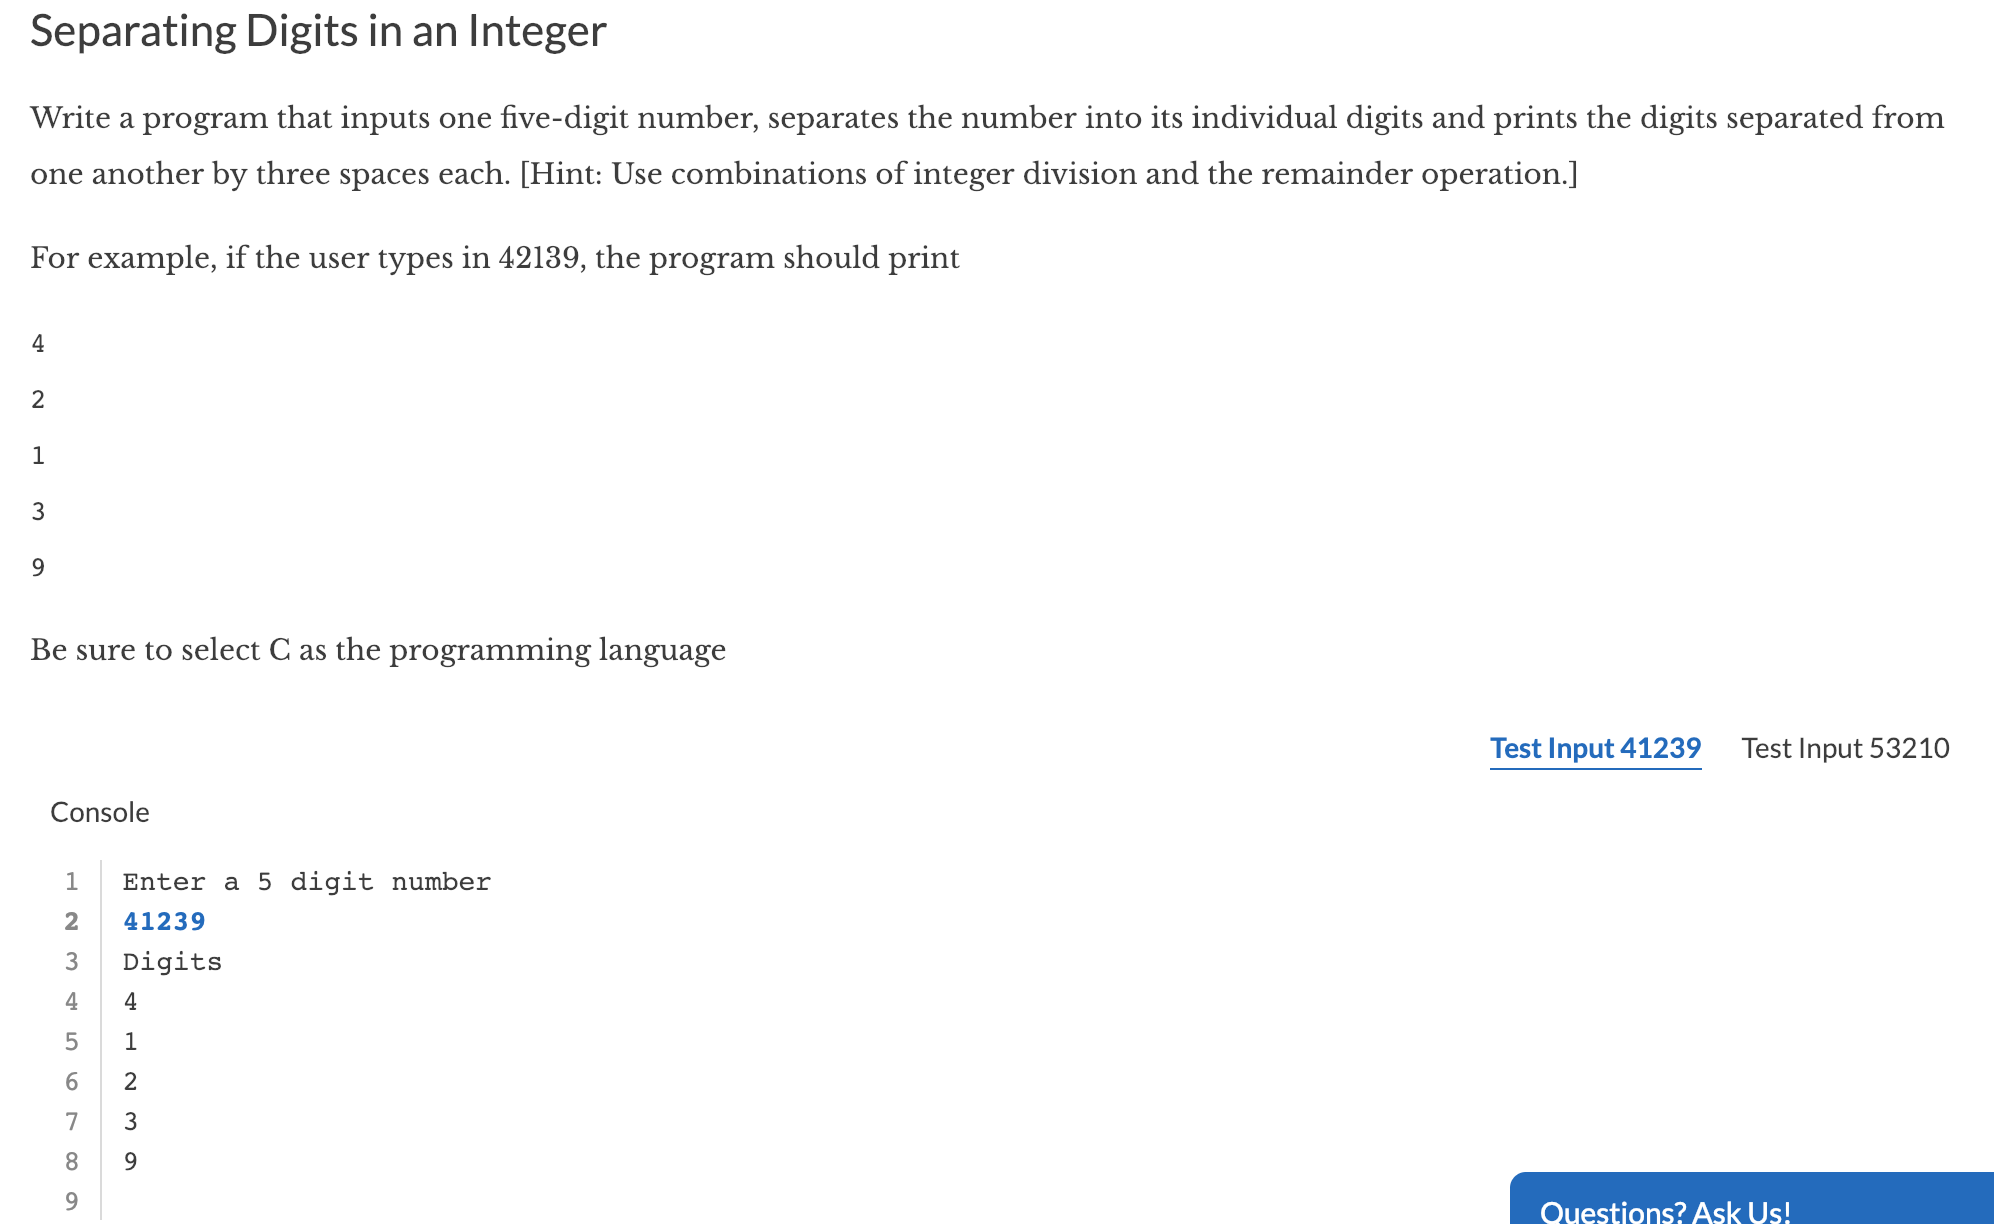 Separating Digits in an Integer
Write a program that inputs one five-digit number, separates the number into its individual digits and prints the digits separated from
one another by three spaces each. [Hint: Use combinations of integer division and the remainder operation.]
For example, if the user types in 42139, the program should print
4
2
1
3
9
Be sure to select C as the programming language
Test Input 41239 Test Input 53210
Console
1 Enter a 5 digit number
2 41239
3 Digits
4 4
5 1
6 2
7 3
8 9
9
Questions? Ask Us!